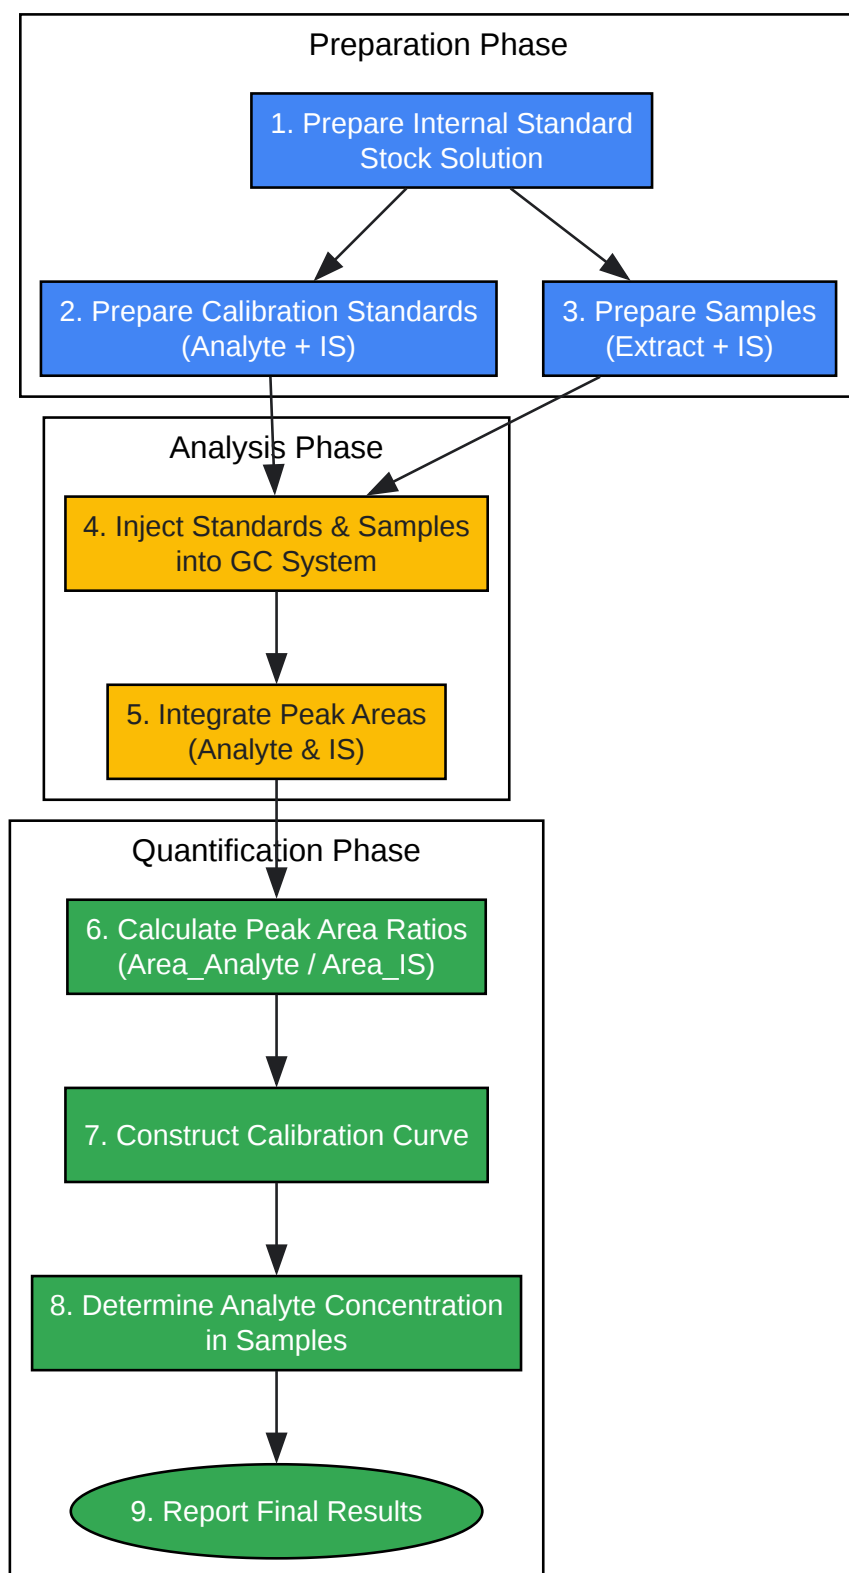 Preparation Phase
1. Prepare Internal Standard
Stock Solution
2. Prepare Calibration Standards
(Analyte + IS)
3. Prepare Samples
(Extract + IS)
Analysis Phase
4. Inject Standards & Samples
into GC System
5. Integrate Peak Areas
(Analyte & IS)
Quantification Phase
6. Calculate Peak Area Ratios
(Area_Analyte / Area_IS)
7. Construct Calibration Curve
8. Determine Analyte Concentration
in Samples
9. Report Final Results